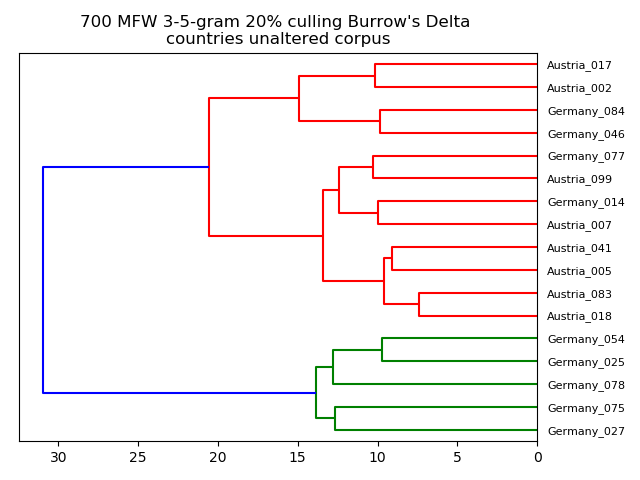 700 MFW 3-5-gram 20% culling Burrow's Delta
countries unaltered corpus
Austria_017
Austria_002
Germany_084
Germany_046
Germany_077
Austria_099
Germany_014
Austria_007
Austria_041
Austria_005
Austria_083
Austria_018
Germany_054
Germany_025
Germany_078
Germany_075
Germany_027
30 25 20 15 10 5 0